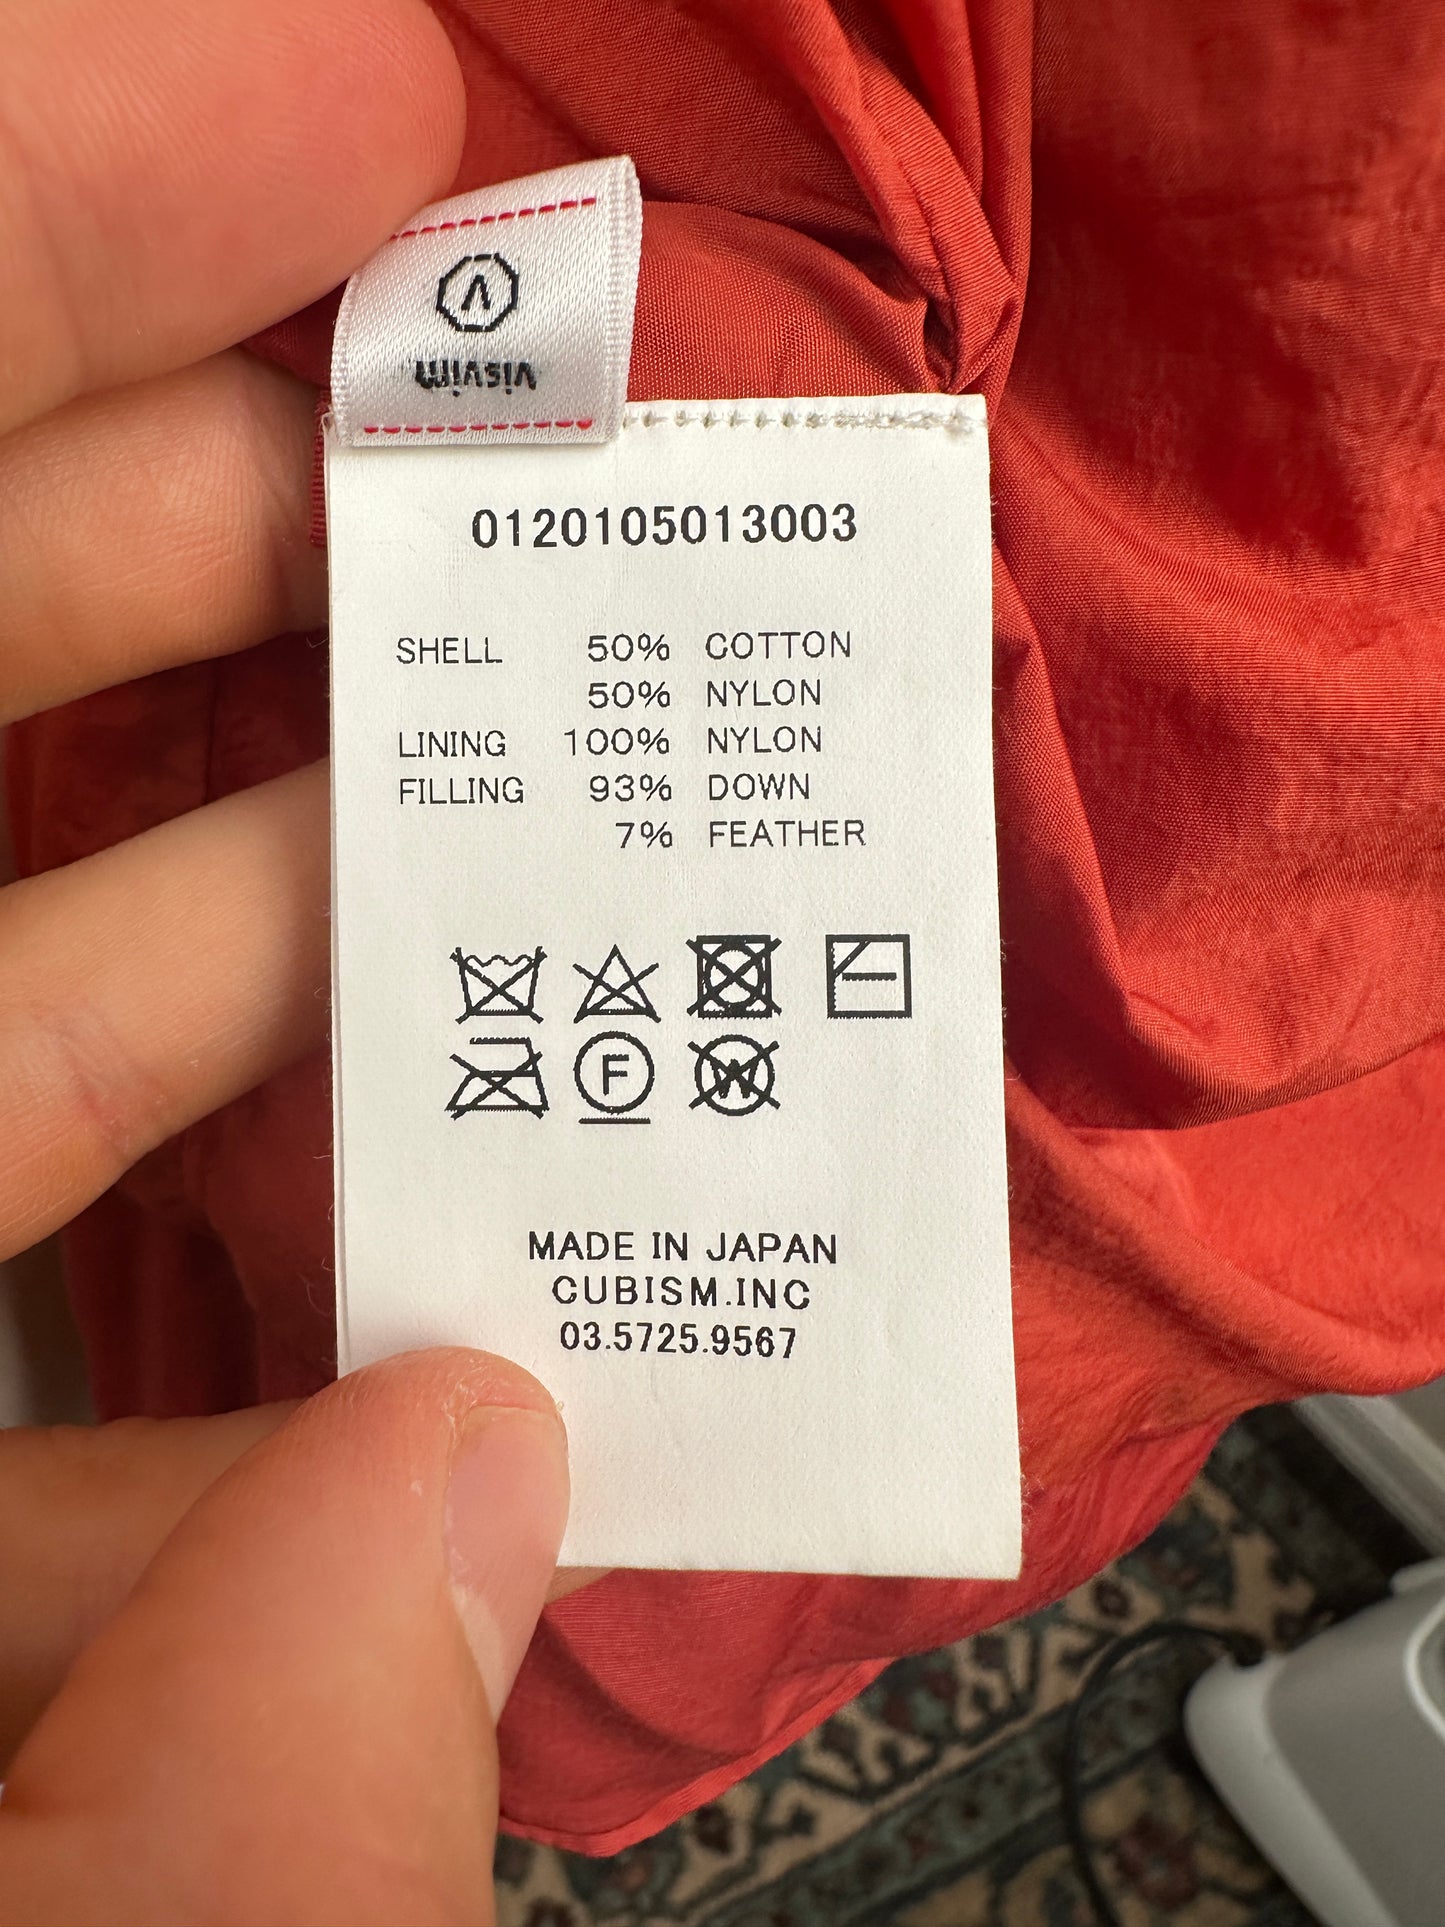 visvim
0120105013003
SHELL 50% COTTON
50% NYLON
LINING 100% NYLON
FILLING 93% DOWN
7% FEATHER
F
W
MADE IN JAPAN
CUBISM.INC
03.5725.9567